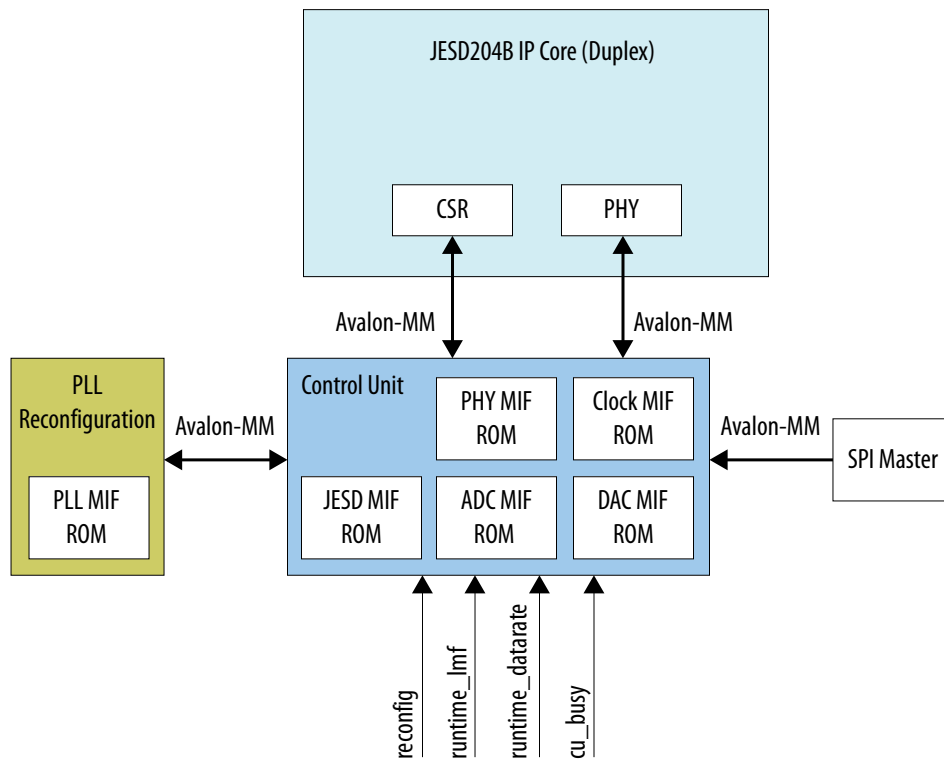 JESD204B IP Core (Duplex)
CSR
PHY
Avalon-MM
Avalon-MM
PLL
Reconfiguration
PLL MIF
ROM
Avalon-MM
Control Unit
PHY MIF
ROM
Clock MIF
ROM
JESD MIF
ROM
ADC MIF
ROM
DAC MIF
ROM
Avalon-MM
SPI Master
reconfig
runtime_lmf
runtime_datarate
cu_busy